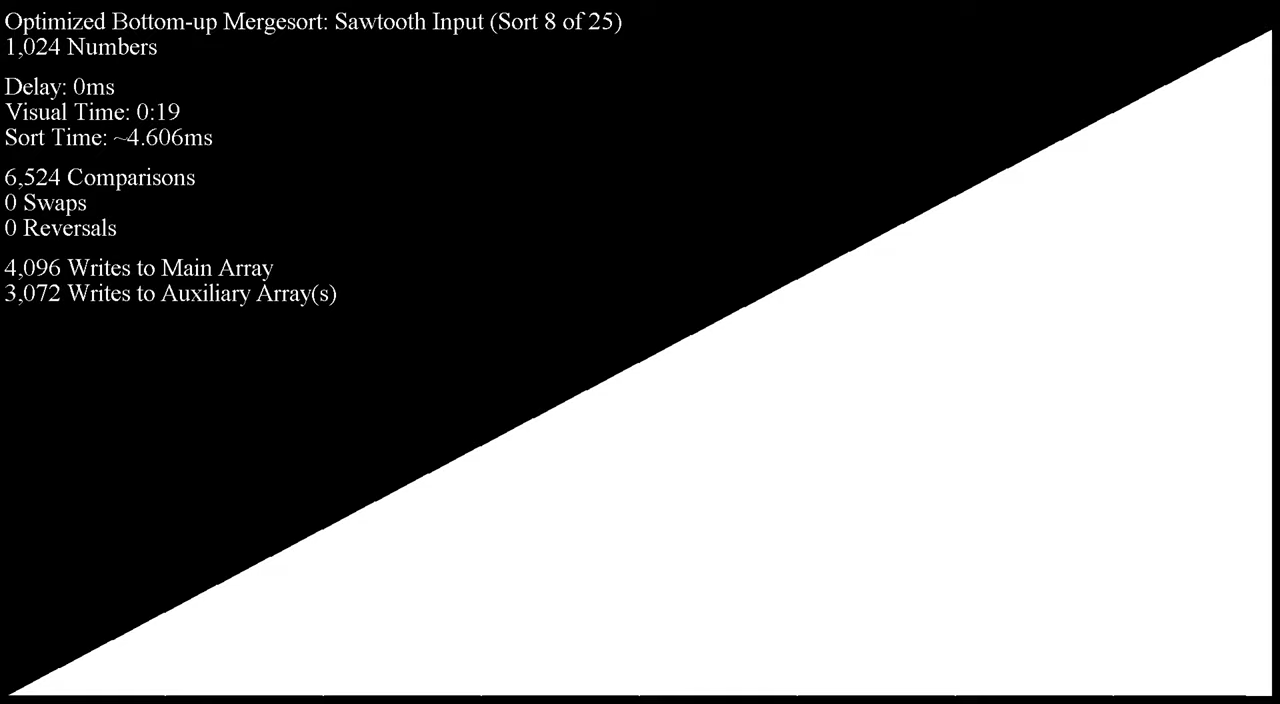 Optimized Bottom-up Mergesort: Sawtooth Input (Sort 8 of 25)
1,024 Numbers
Delay: 0ms
Visual Time: 0:19
Sort Time: ~4.606ms
6,524 Comparisons
0 Swaps
0 Reversals
4,096 Writes to Main Array
3,072 Writes to Auxiliary Array(s)